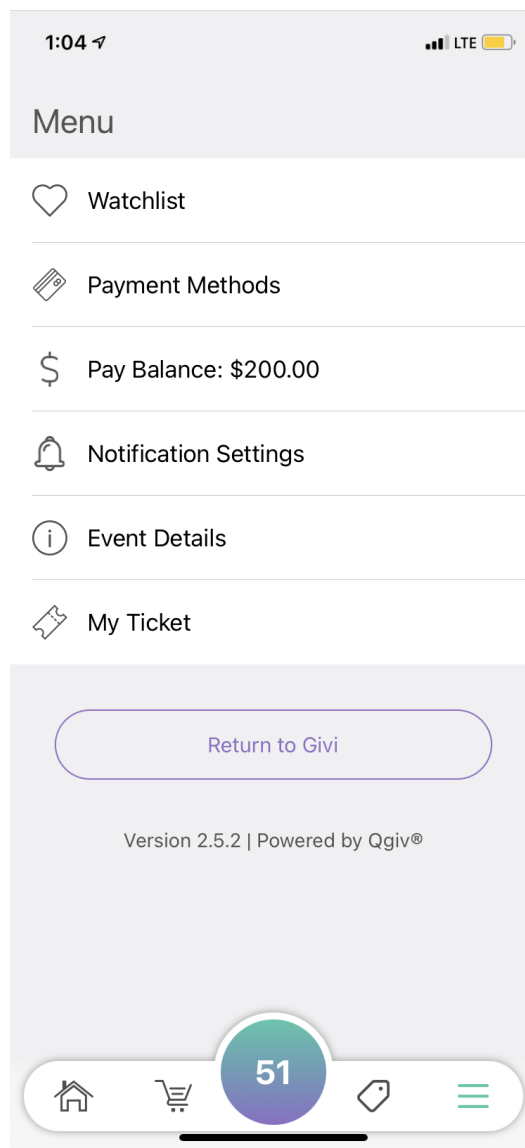 1:04
LTE
Menu
Watchlist
Payment Methods
Pay Balance: $200.00
Notification Settings
Event Details
My Ticket
Return to Givi
Version 2.5.2 | Powered by Qgiv®
51